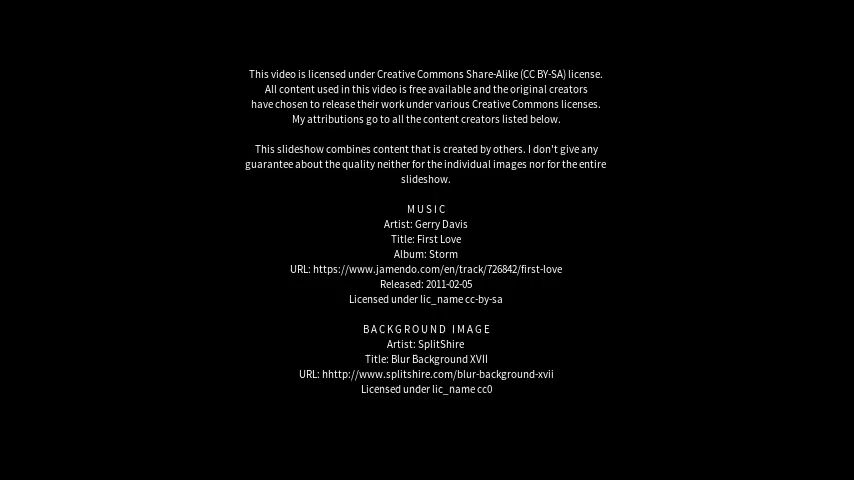 This video is licensed under Creative Commons Share-Alike (CC BY-SA) license.
All content used in this video is free available and the original creators
have chosen to release their work under various Creative Commons licenses.
My attributions go to all the content creators listed below.
This slideshow combines content that is created by others. I don't give any
guarantee about the quality neither for the individual images nor for the entire
slideshow.
MUSIC
Artist: Gerry Davis
Title: First Love
Album: Storm
URL: https://www.jamendo.com/en/track/726842/first-love
Released: 2011-02-05
Licensed under lic_name cc-by-sa
BACKGROUND IMAGE
Artist: SplitShire
Title: Blur Background XVII
URL: hhttp://www.splitshire.com/blur-background-xvii
Licensed under lic_name cc0